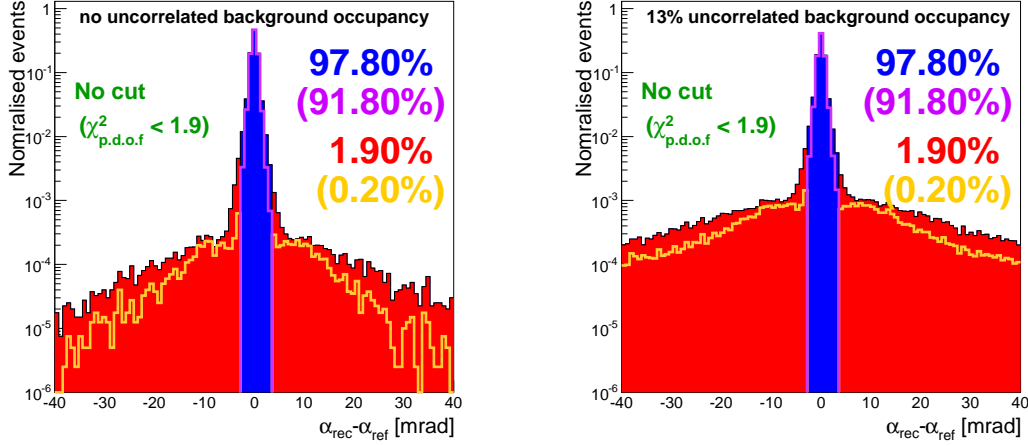 no uncorrelated background occupancy
Nomralised events
1
10⁻¹
10⁻²
10⁻³
10⁻⁴
10⁻⁵
10⁻⁶
97.80%
(91.80%)
No cut
(χ²p.d.o.f < 1.9)
1.90%
(0.20%)
-40 -30 -20 -10 0 10 20 30 40
αrec-αref [mrad]
13% uncorrelated background occupancy
Nomralised events
1
10⁻¹
10⁻²
10⁻³
10⁻⁴
10⁻⁵
10⁻⁶
97.80%
(91.80%)
No cut
(χ²p.d.o.f < 1.9)
1.90%
(0.20%)
-40 -30 -20 -10 0 10 20 30 40
αrec-αref [mrad]